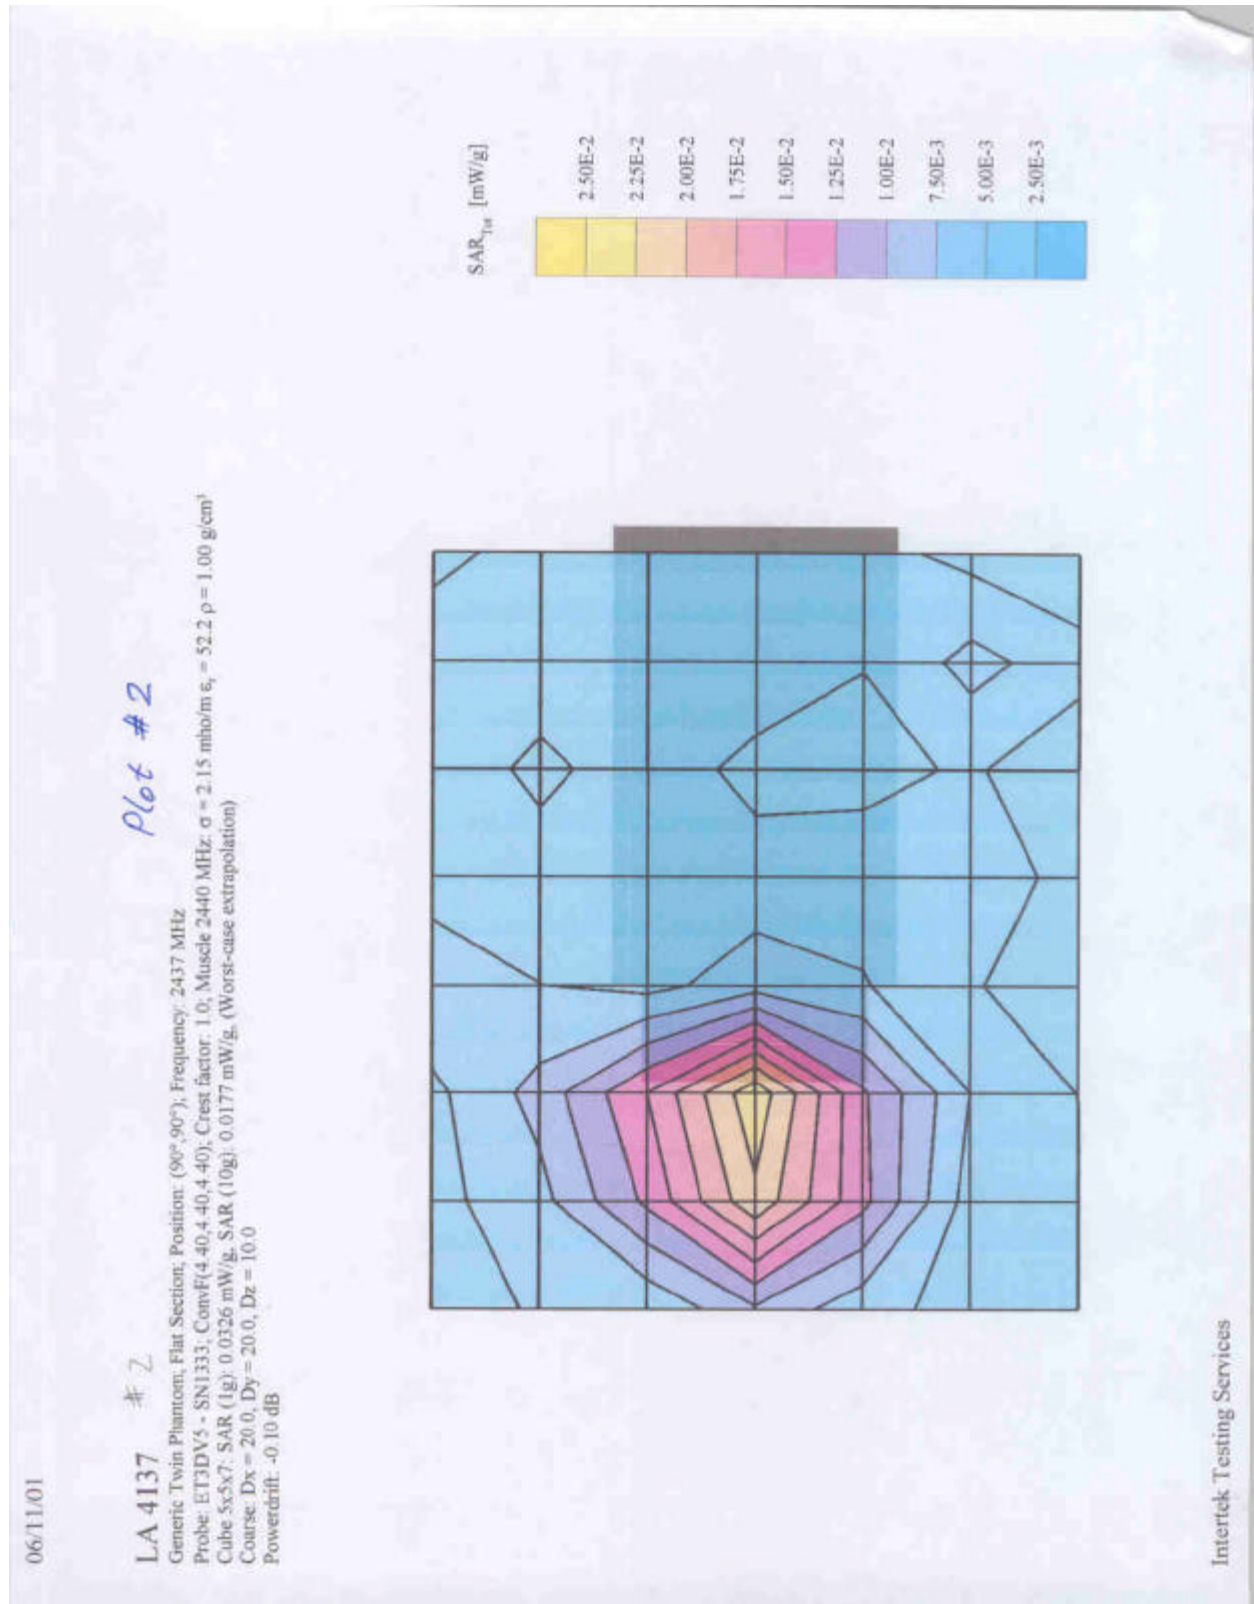 06/11/01
LA 4137 # 2
Plot #2
Generic Twin Phantom; Flat Section; Position: (90°,90°); Frequency: 2437 MHz
Probe: ET3DV5 - SN1333; ConvF(4.40,4.40,4.40); Crest factor: 1.0; Muscle 2440 MHz: σ = 2.15 mho/m εr = 52.2 ρ = 1.00 g/cm³
Cube 5x5x7: SAR (1g): 0.0326 mW/g, SAR (10g): 0.0177 mW/g, (Worst-case extrapolation)
Coarse: Dx = 20.0, Dy = 20.0, Dz = 10.0
Powerdrift: -0.10 dB
SARTot [mW/g]
2.50E-2
2.25E-2
2.00E-2
1.75E-2
1.50E-2
1.25E-2
1.00E-2
7.50E-3
5.00E-3
2.50E-3
Intertek Testing Services